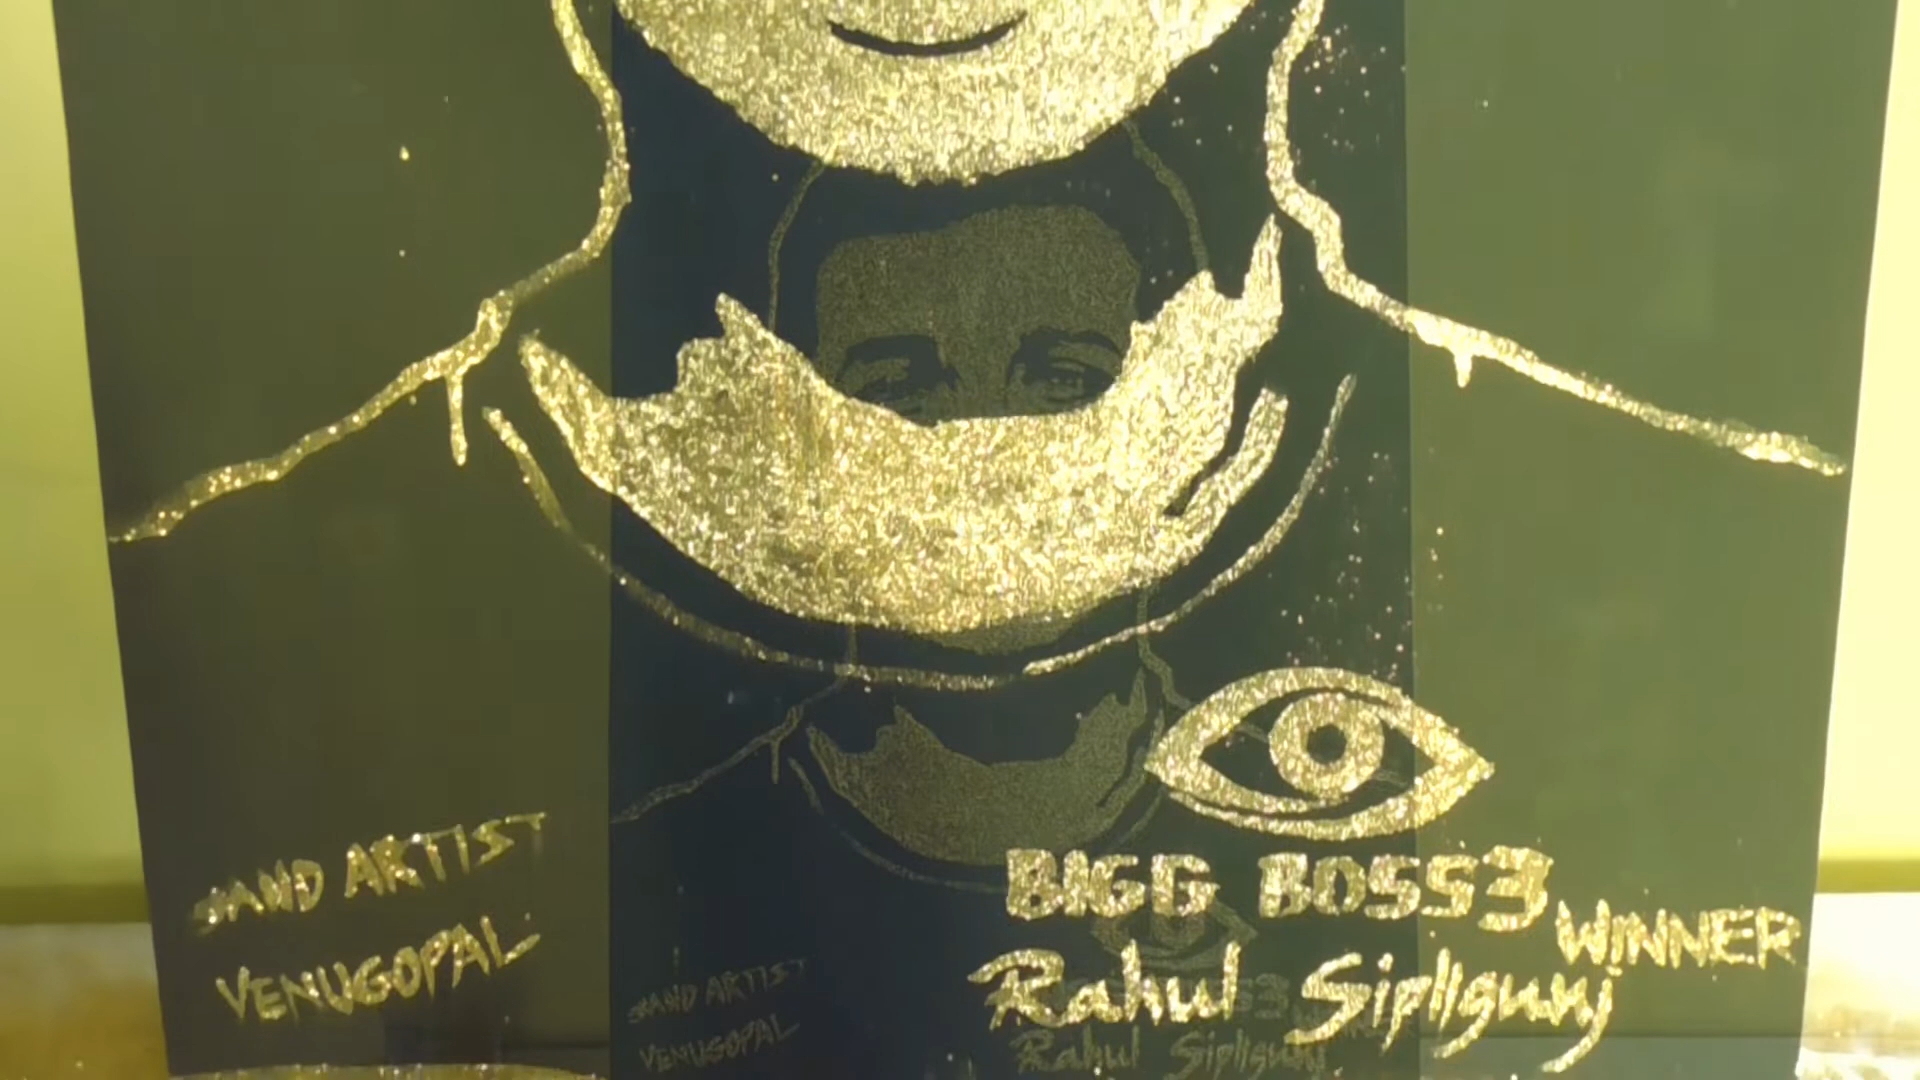 SAND ARTIST
VENUGOPAL
BIGG BOSS3
WINNER
Rahul Sipligunj
SAND ARTIST
VENUGOPAL
Rahul Sipligunj